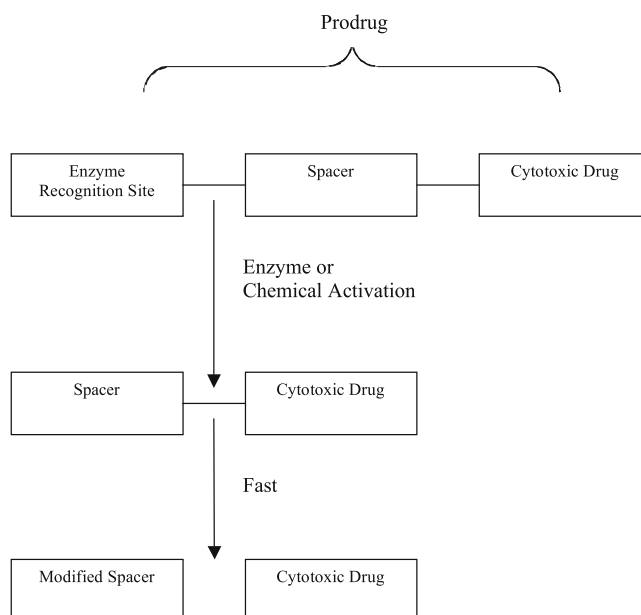 Prodrug
Enzyme
Recognition Site
Spacer
Cytotoxic Drug
Enzyme or
Chemical Activation
Spacer
Cytotoxic Drug
Fast
Modified Spacer
Cytotoxic Drug